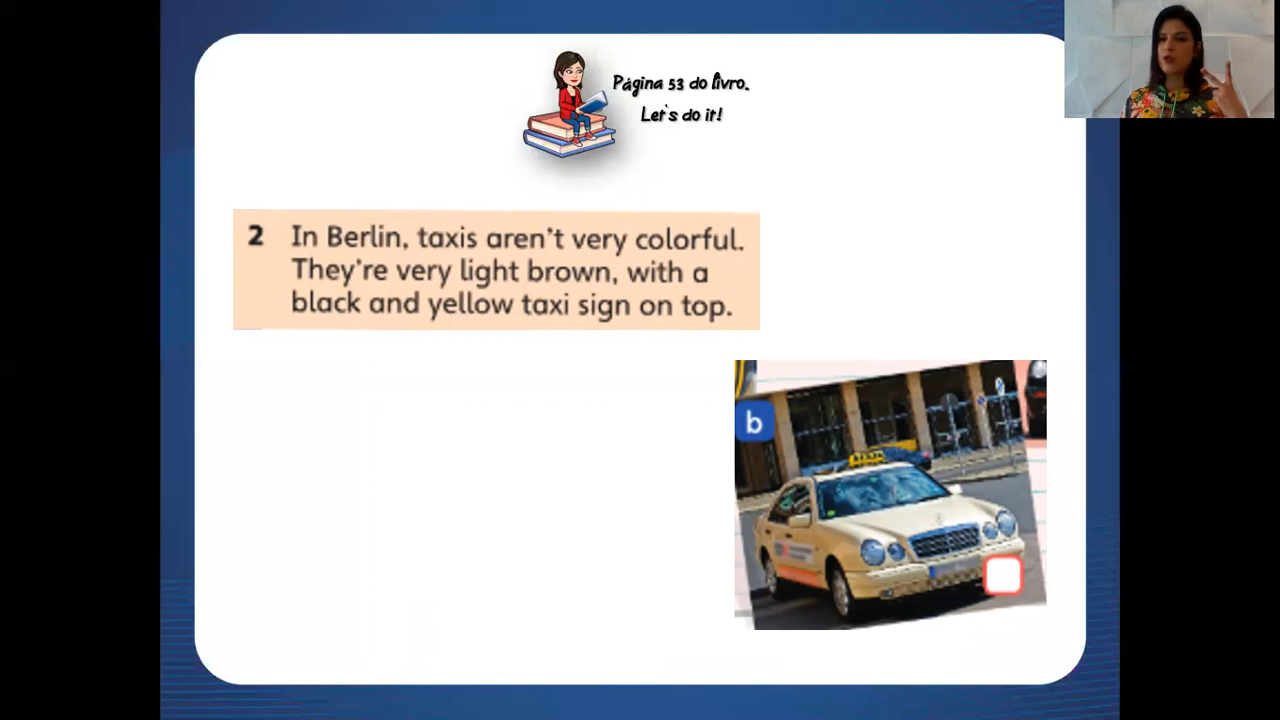 Página 53 do livro.
Let's do it!
2 In Berlin, taxis aren't very colorful.
They're very light brown, with a
black and yellow taxi sign on top.
b
TAXI